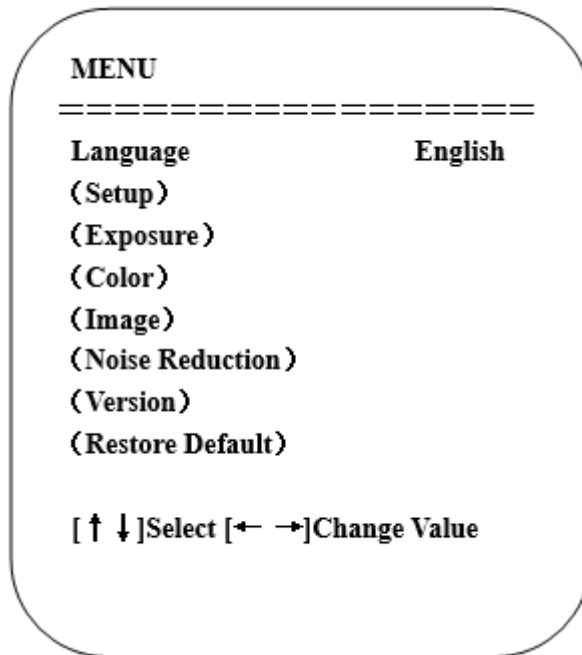 MENU
==================
Language English
(Setup)
(Exposure)
(Color)
(Image)
(Noise Reduction)
(Version)
(Restore Default)
[↑ ↓]Select [← →]Change Value